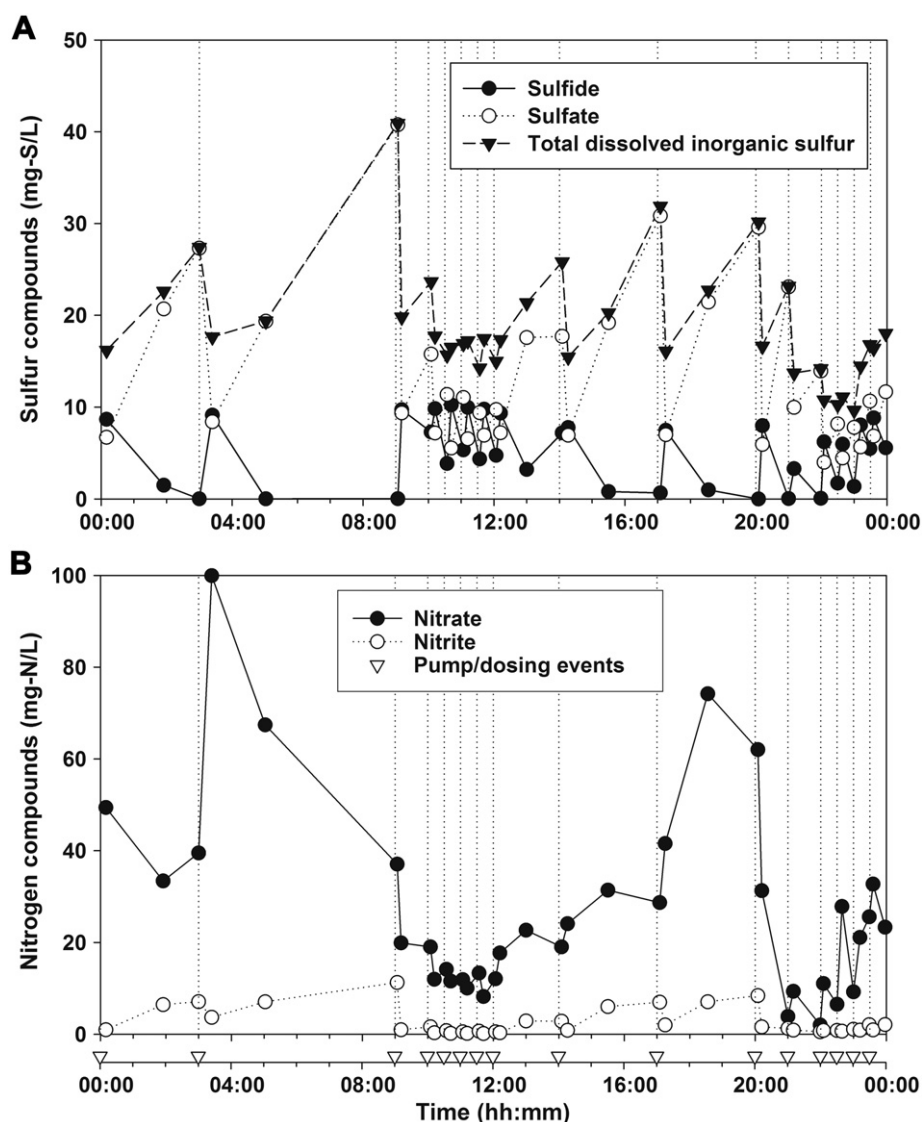 A
50
40
30
20
10
0
Sulfur compounds (mg-S/L)
Sulfide
Sulfate
Total dissolved inorganic sulfur
00:00 04:00 08:00 12:00 16:00 20:00 00:00
B
100
80
60
40
20
0
Nitrogen compounds (mg-N/L)
Nitrate
Nitrite
Pump/dosing events
00:00 04:00 08:00 12:00 16:00 20:00 00:00
Time (hh:mm)